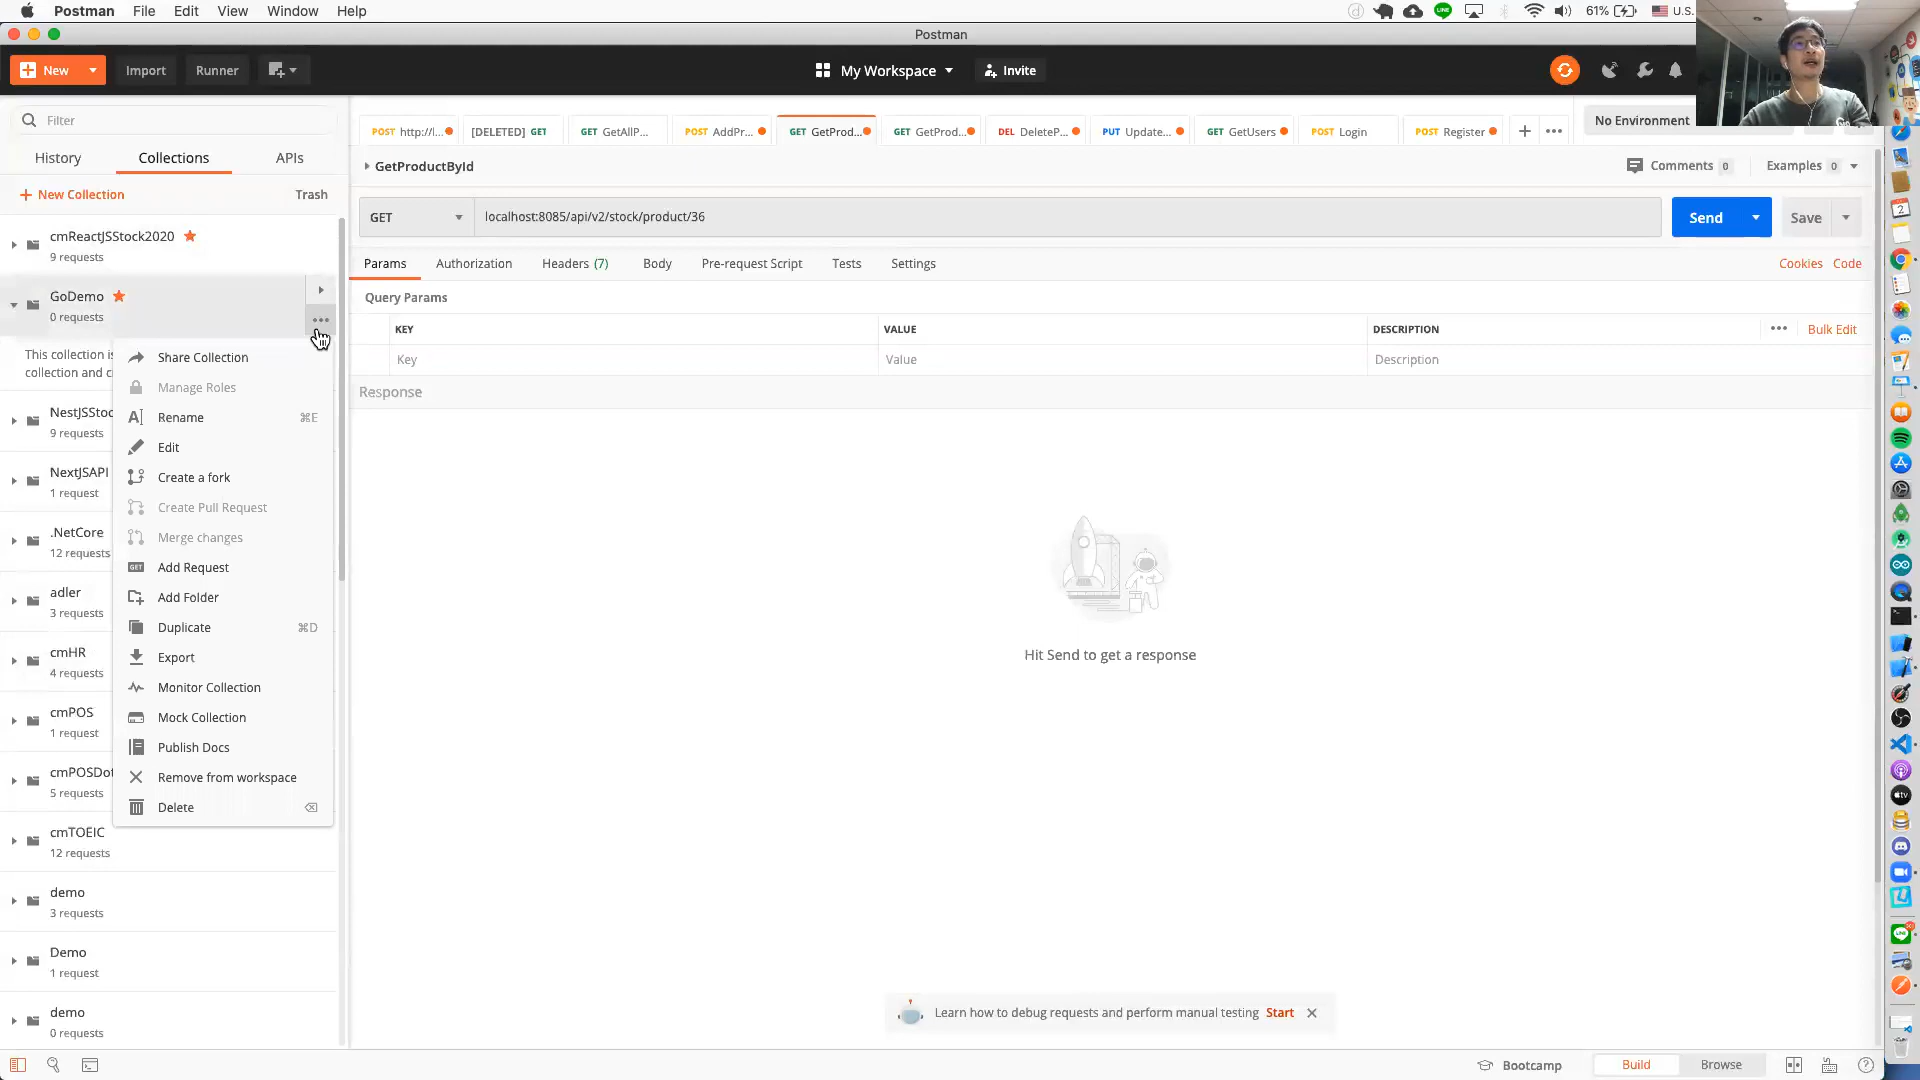 Postman File Edit View Window Help
61% U.S.
Postman
New Import Runner
My Workspace Invite
Filter
History Collections APIs
New Collection Trash
cmReactJSStock2020
9 requests
GoDemo
0 requests
This collection is
collection and c
NestJSStoc
9 requests
NextJSAPI
1 request
.NetCore
12 requests
adler
3 requests
cmHR
4 requests
cmPOS
1 request
cmPOSDot
5 requests
cmTOEIC
12 requests
demo
3 requests
Demo
1 request
demo
0 requests
Share Collection
Manage Roles
Rename ⌘E
Edit
Create a fork
Create Pull Request
Merge changes
GET Add Request
Add Folder
Duplicate ⌘D
Export
Monitor Collection
Mock Collection
Publish Docs
Remove from workspace
Delete
POST http://l... [DELETED] GET GET GetAllP... POST AddPr... GET GetProd... GET GetProd... DEL DeleteP... PUT Update... GET GetUsers POST Login POST Register
No Environment
GetProductById
Comments 0 Examples 0
GET localhost:8085/api/v2/stock/product/36
Send Save
Params Authorization Headers (7) Body Pre-request Script Tests Settings
Cookies Code
Query Params
KEY VALUE DESCRIPTION
Bulk Edit
Key Value Description
Response
Hit Send to get a response
Learn how to debug requests and perform manual testing Start
Bootcamp Build Browse